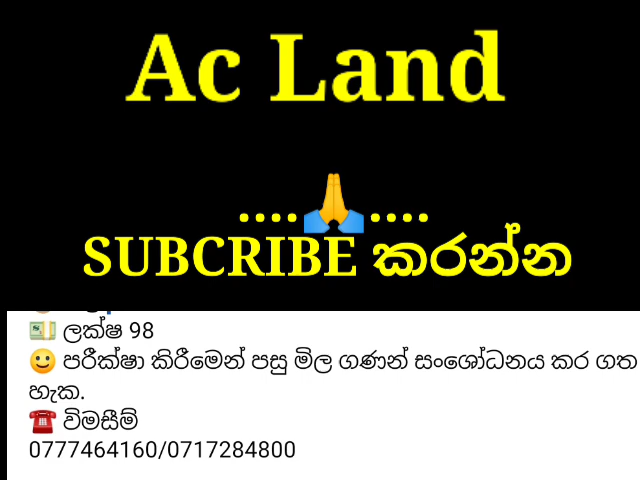 Ac Land
....🙏....
SUBCRIBE කරන්න
💵 ලක්ෂ 98
🙂 පරීක්ෂා කිරීමෙන් පසු මිල ගණන් සංශෝධනය කර ගත
හැක.
☎️ විමසීම්
0777464160/0717284800